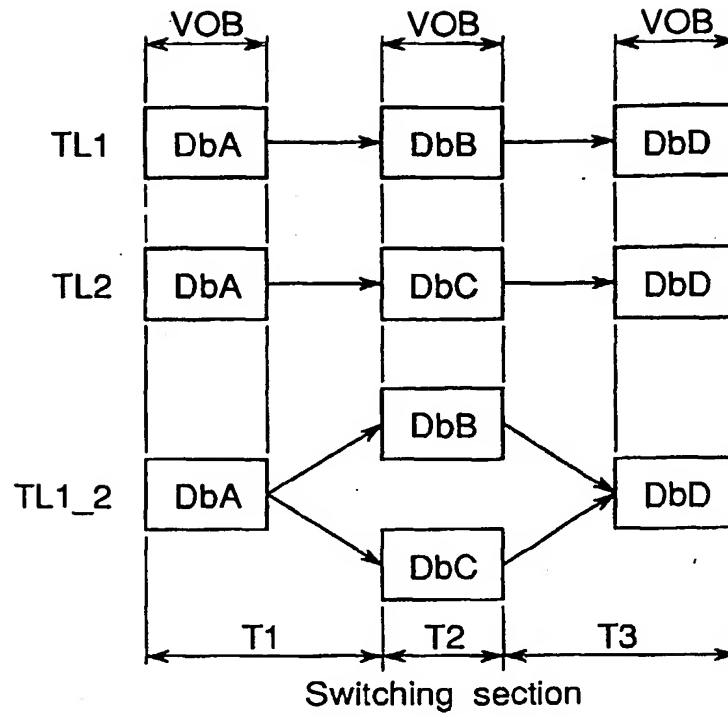 VOB VOB VOB
TL1 DbA DbB DbD
TL2 DbA DbC DbD
DbB
TL1_2 DbA DbD
DbC
T1 T2 T3
Switching section